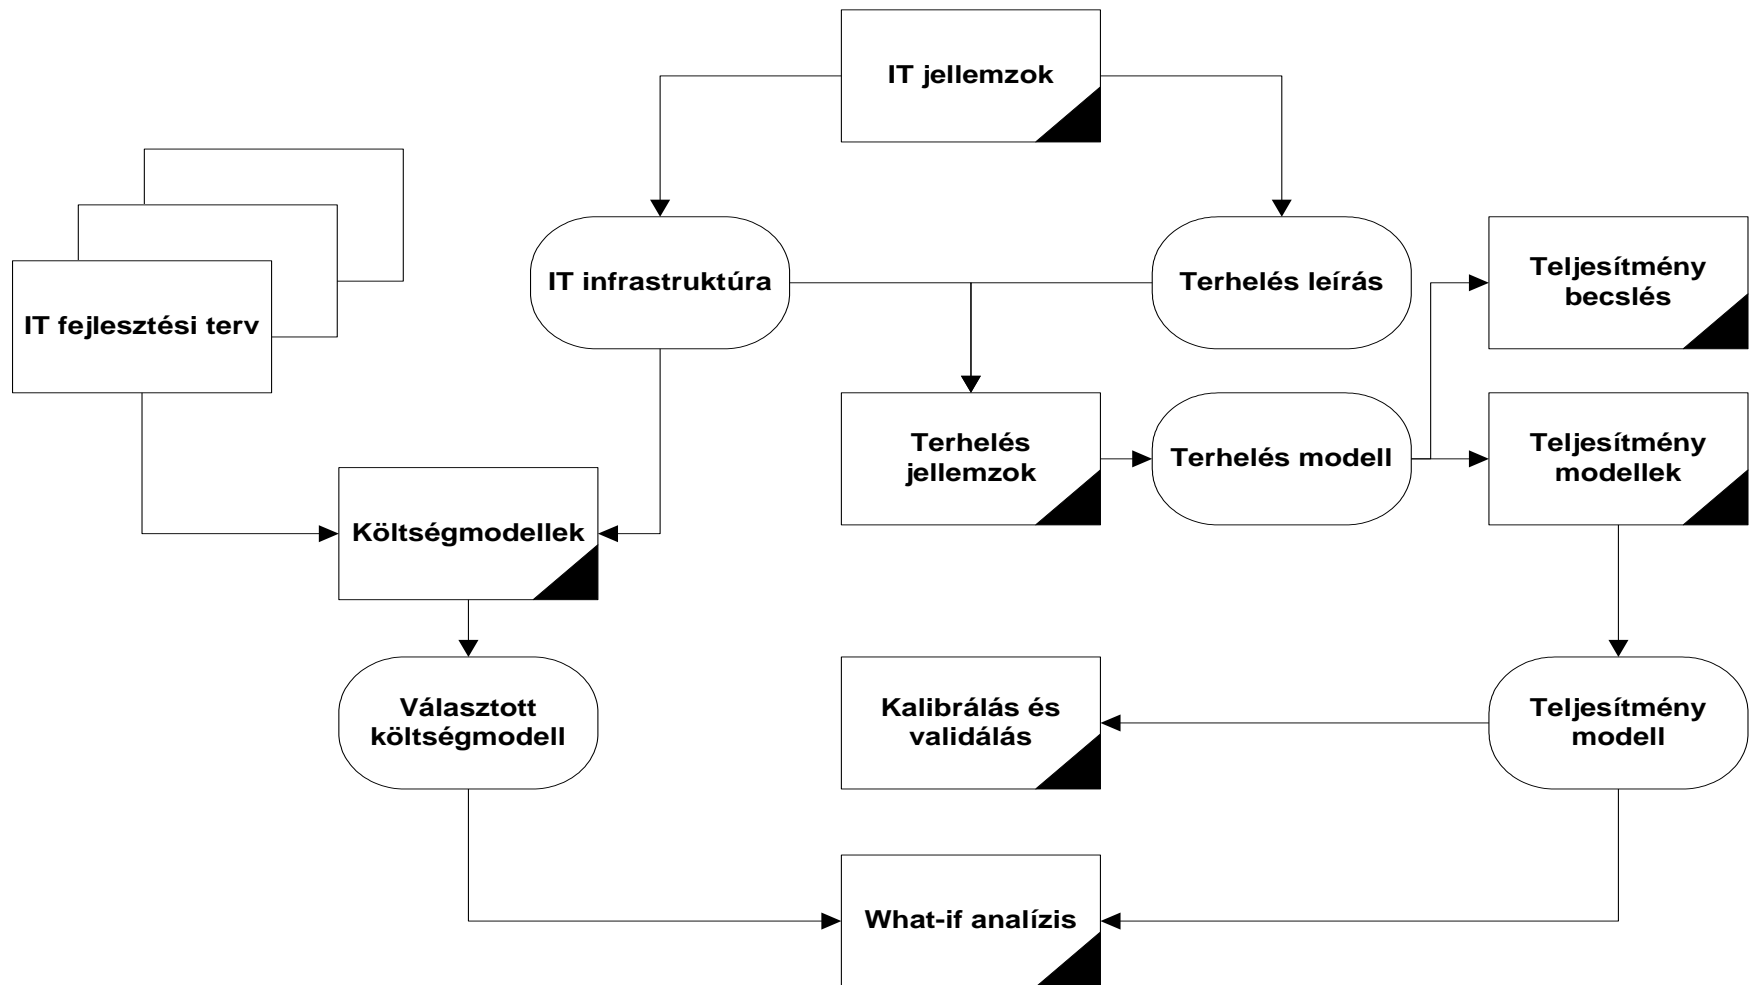 IT jellemzok
IT infrastruktúra
Terhelés leírás
Teljesítmény
becslés
IT fejlesztési terv
Terhelés
jellemzok
Terhelés modell
Teljesítmény
modellek
Költségmodellek
Választott
költségmodell
Kalibrálás és
validálás
Teljesítmény
modell
What-if analízis